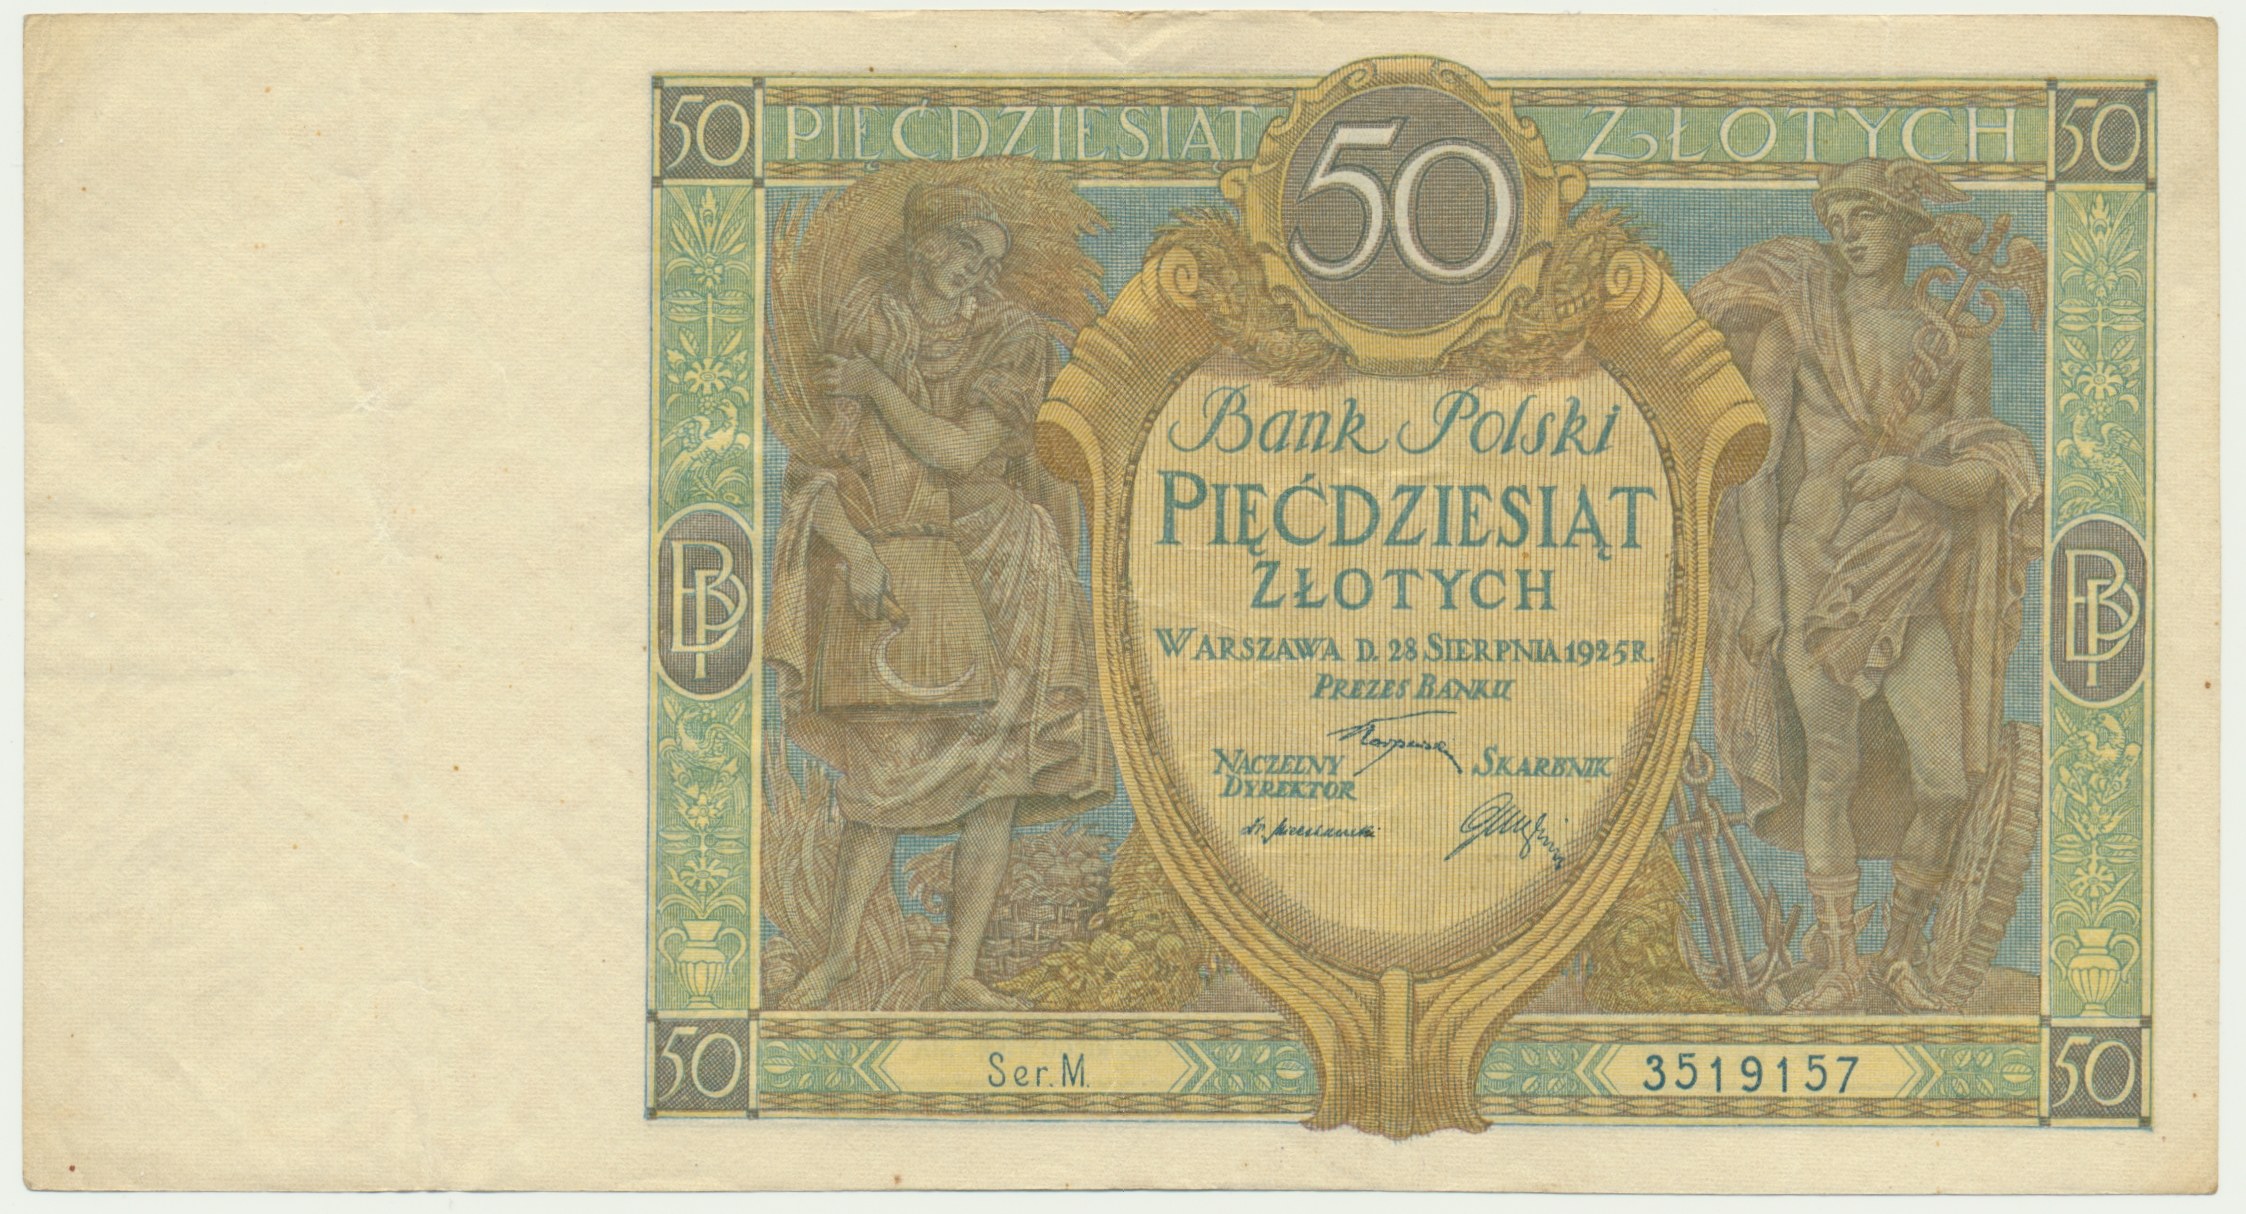 50 PIĘĆDZIESIĄT 50 ZŁOTYCH 50
Bank Polski
PIĘĆDZIESIĄT
ZŁOTYCH
WARSZAWA D. 28 SIERPNIA 1925 R.
PREZES BANKU
NACZELNY SKARBNIK
DYREKTOR
BP BP
50 Ser. M. 3519157 50